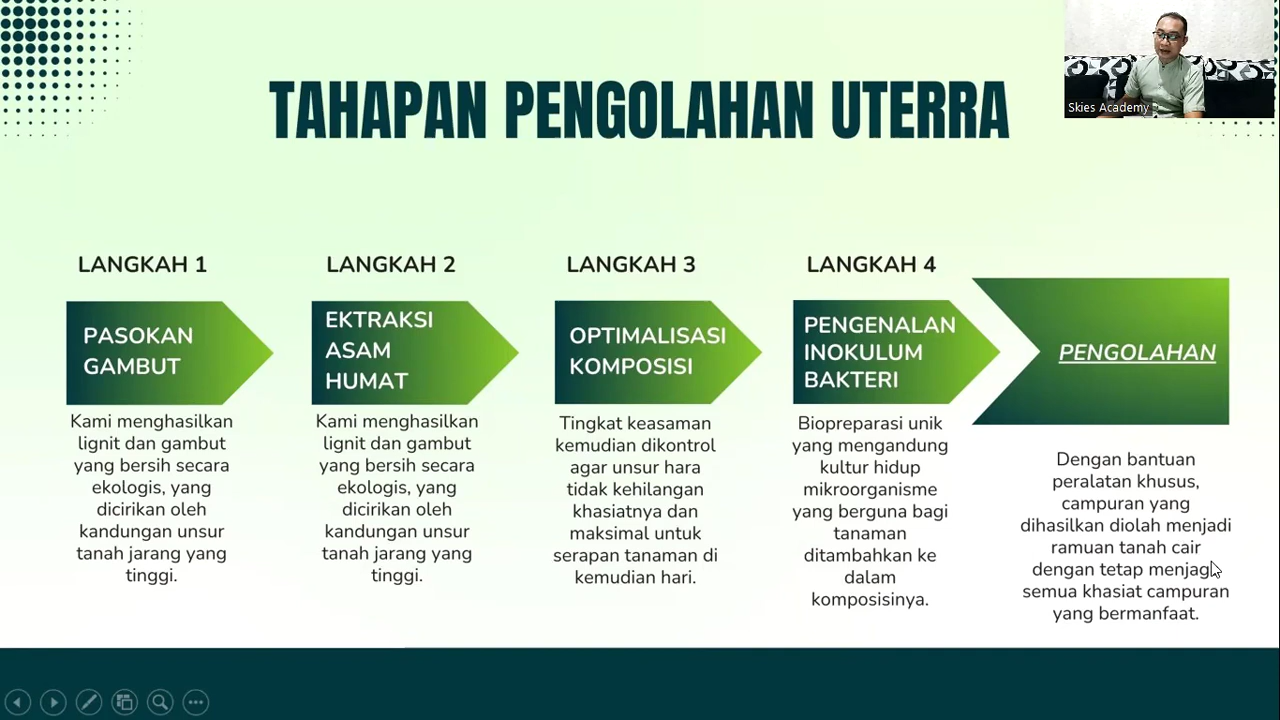 TAHAPAN PENGOLAHAN UTERRA
Skies Academy
LANGKAH 1
PASOKAN
GAMBUT
Kami menghasilkan
lignit dan gambut
yang bersih secara
ekologis, yang
dicirikan oleh
kandungan unsur
tanah jarang yang
tinggi.
LANGKAH 2
EKTRAKSI
ASAM
HUMAT
Kami menghasilkan
lignit dan gambut
yang bersih secara
ekologis, yang
dicirikan oleh
kandungan unsur
tanah jarang yang
tinggi.
LANGKAH 3
OPTIMALISASI
KOMPOSISI
Tingkat keasaman
kemudian dikontrol
agar unsur hara
tidak kehilangan
khasiatnya dan
maksimal untuk
serapan tanaman di
kemudian hari.
LANGKAH 4
PENGENALAN
INOKULUM
BAKTERI
Biopreparasi unik
yang mengandung
kultur hidup
mikroorganisme
yang berguna bagi
tanaman
ditambahkan ke
dalam
komposisinya.
PENGOLAHAN
Dengan bantuan
peralatan khusus,
campuran yang
dihasilkan diolah menjadi
ramuan tanah cair
dengan tetap menjaga
semua khasiat campuran
yang bermanfaat.